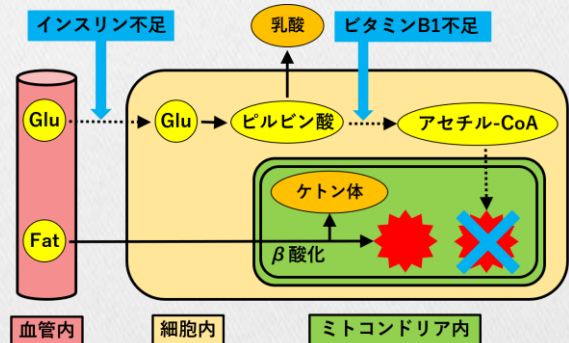 インスリン不足
乳酸
ビタミンB1不足
Glu
Glu
ピルビン酸
アセチル-CoA
ケトン体
Fat
β酸化
血管内
細胞内
ミトコンドリア内